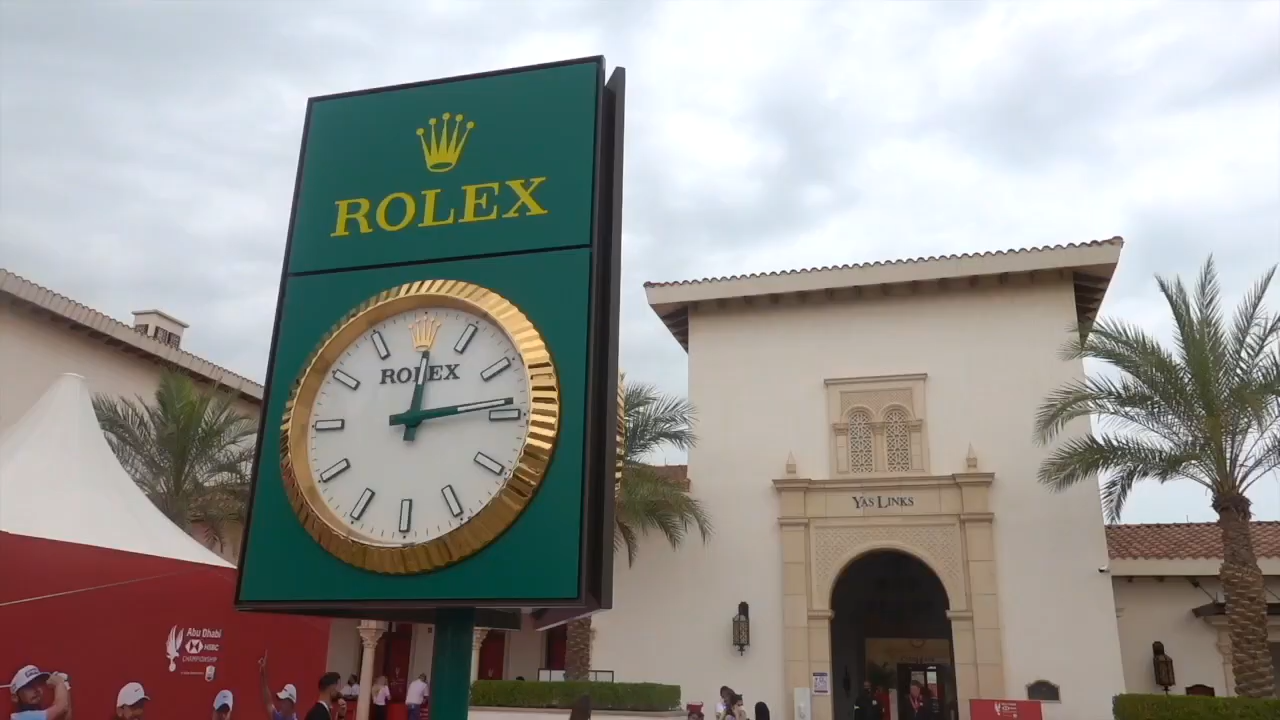 ROLEX
ROLEX
YAS LINKS
Abu Dhabi
HSBC
CHAMPIONSHIP